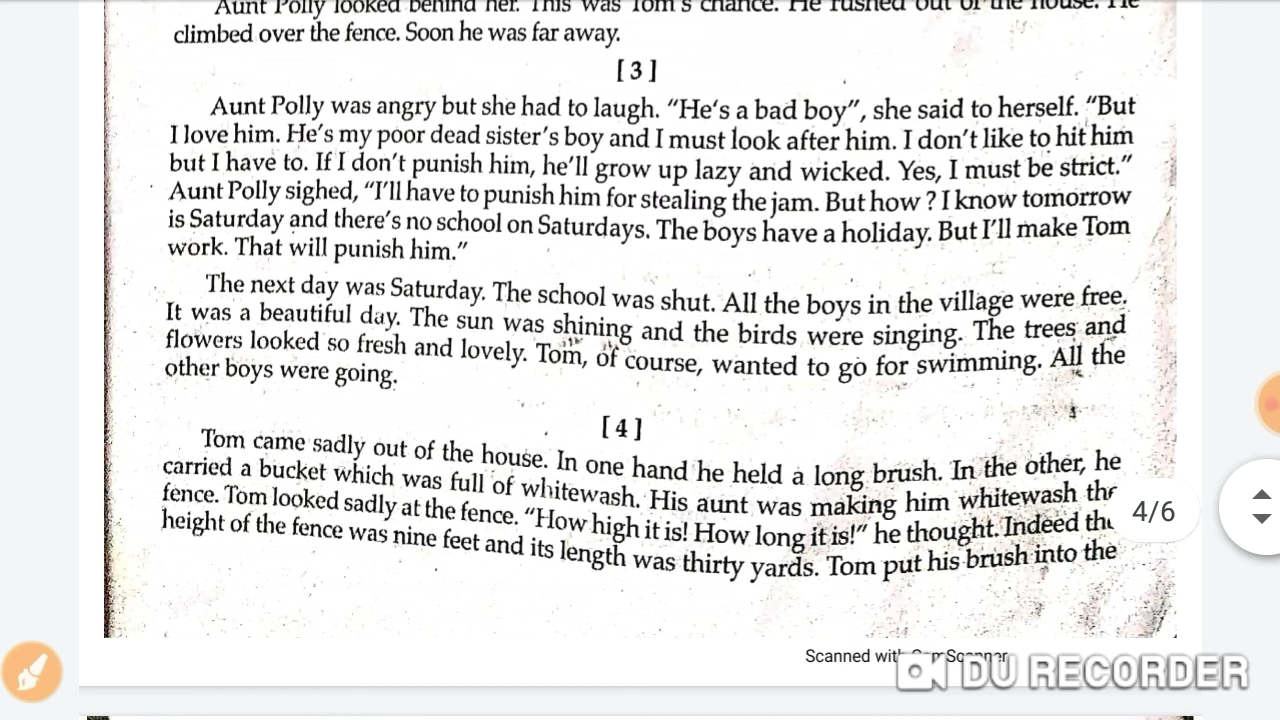 Aunt Polly looked behind her. This was Tom's chance. He rushed out of the house. He
climbed over the fence. Soon he was far away.
[3]
Aunt Polly was angry but she had to laugh. "He's a bad boy", she said to herself. "But
I love him. He's my poor dead sister's boy and I must look after him. I don't like to hit him
but I have to. If I don't punish him, he'll grow up lazy and wicked. Yes, I must be strict."
Aunt Polly sighed, "I'll have to punish him for stealing the jam. But how ? I know tomorrow
is Saturday and there's no school on Saturdays. The boys have a holiday. But I'll make Tom
work. That will punish him."
The next day was Saturday. The school was shut. All the boys in the village were free.
It was a beautiful day. The sun was shining and the birds were singing. The trees and
flowers looked so fresh and lovely. Tom, of course, wanted to go for swimming. All the
other boys were going.
[4]
Tom came sadly out of the house. In one hand he held a long brush. In the other, he
carried a bucket which was full of whitewash. His aunt was making him whitewash the
fence. Tom looked sadly at the fence. "How high it is! How long it is!" he thought. Indeed the
height of the fence was nine feet and its length was thirty yards. Tom put his brush into the
4/6
Scanned with CamScanner
DU RECORDER